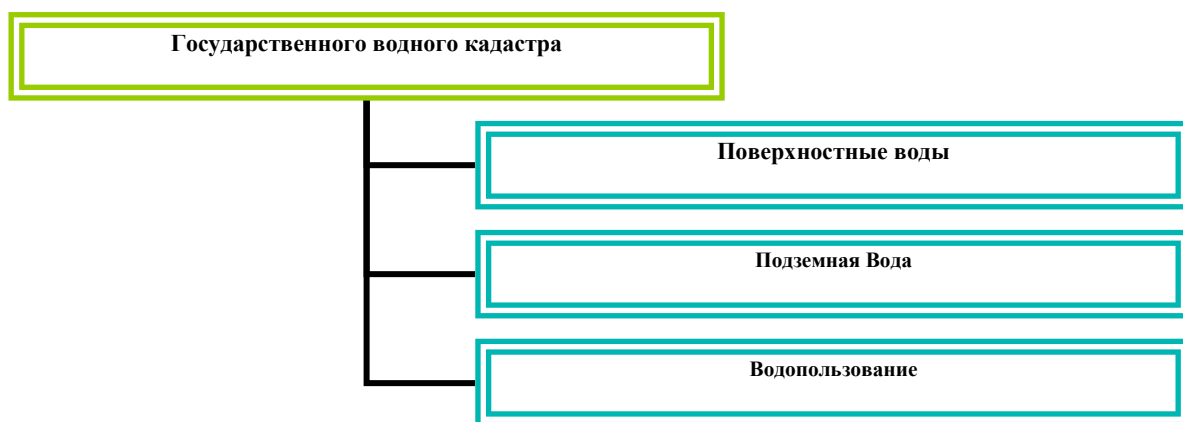 Государственного водного кадастра
Поверхностные воды
Подземная Вода
Водопользование